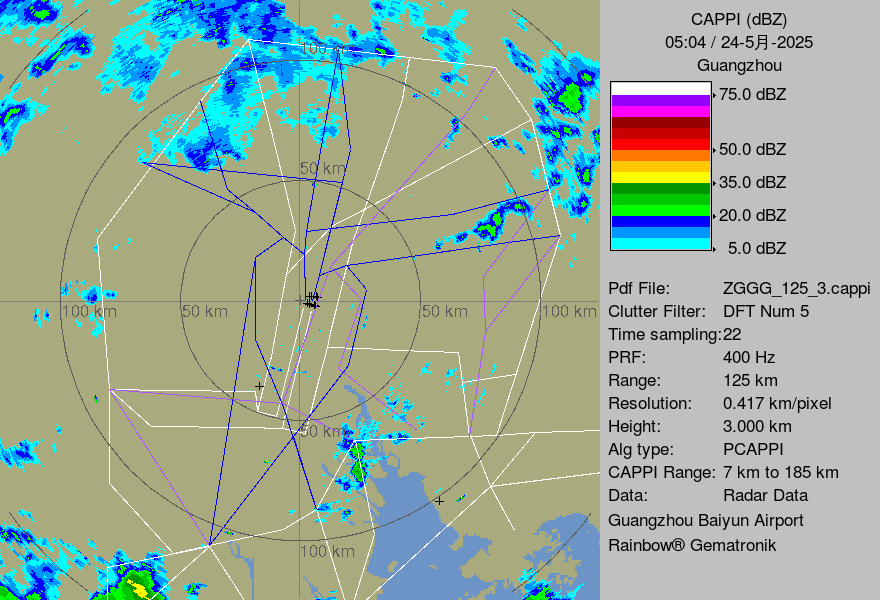 CAPPI (dBZ)
05:04 / 24-5月-2025
Guangzhou
75.0 dBZ
50.0 dBZ
35.0 dBZ
20.0 dBZ
5.0 dBZ
Pdf File: ZGGG_125_3.cappi
Clutter Filter: DFT Num 5
Time sampling:22
PRF: 400 Hz
Range: 125 km
Resolution: 0.417 km/pixel
Height: 3.000 km
Alg type: PCAPPI
CAPPI Range: 7 km to 185 km
Data: Radar Data
Guangzhou Baiyun Airport
Rainbow® Gematronik
100 km
50 km
100 km
50 km
50 km
100 km
50 km
100 km